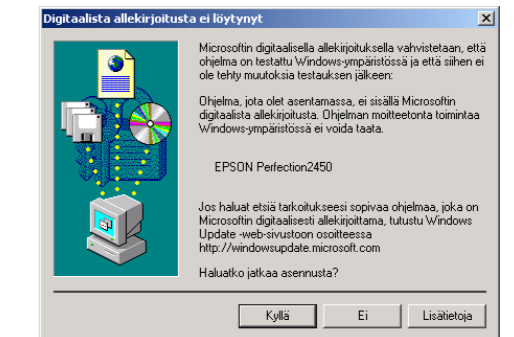 Digitaalista allekirjoitusta ei löytynyt
Microsoftin digitaalisella allekirjoituksella vahvistetaan, että
ohjelma on testattu Windows-ympäristössä ja että siihen ei
ole tehty muutoksia testauksen jälkeen:
Ohjelma, jota olet asentamassa, ei sisällä Microsoftin
digitaalista allekirjoitusta. Ohjelman moitteetonta toimintaa
Windows-ympäristössä ei voida taata.
EPSON Perfection2450
Jos haluat etsiä tarkoitukseesi sopivaa ohjelmaa, joka on
Microsoftin digitaalisesti allekirjoittama, tutustu Windows
Update -web-sivustoon osoitteessa
http://windowsupdate.microsoft.com
Haluatko jatkaa asennusta?
Kyllä Ei Lisätietoja